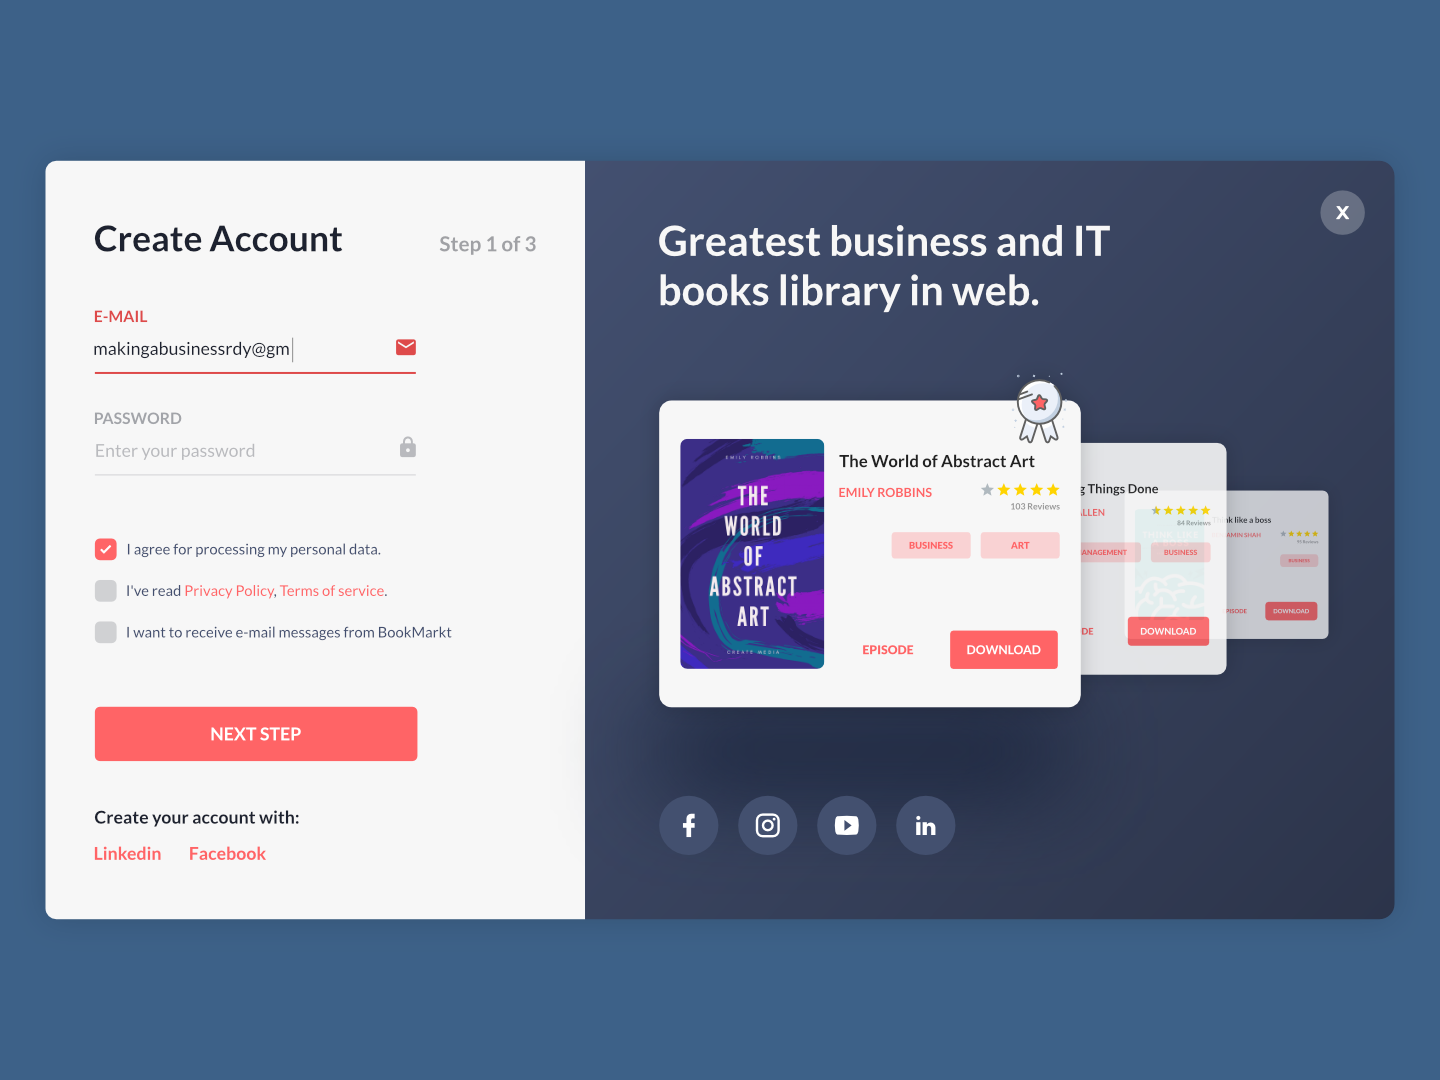 Create Account
Step 1 of 3
E-MAIL
makingabusinessrdy@gm
PASSWORD
Enter your password
I agree for processing my personal data.
I've read Privacy Policy, Terms of service.
I want to receive e-mail messages from BookMarkt
NEXT STEP
Create your account with:
Linkedin Facebook
X
Greatest business and IT
books library in web.
EMILY ROBBINS
THE
WORLD
OF
ABSTRACT
ART
CREATE MEDIA
The World of Abstract Art
EMILY ROBBINS
103 Reviews
BUSINESS ART
EPISODE DOWNLOAD
g Things Done
ALLEN
84 Reviews
MANAGEMENT BUSINESS
DE DOWNLOAD
like a boss
AMIN SHAH
Reviews
BUSINESS
EPISODE DOWNLOAD